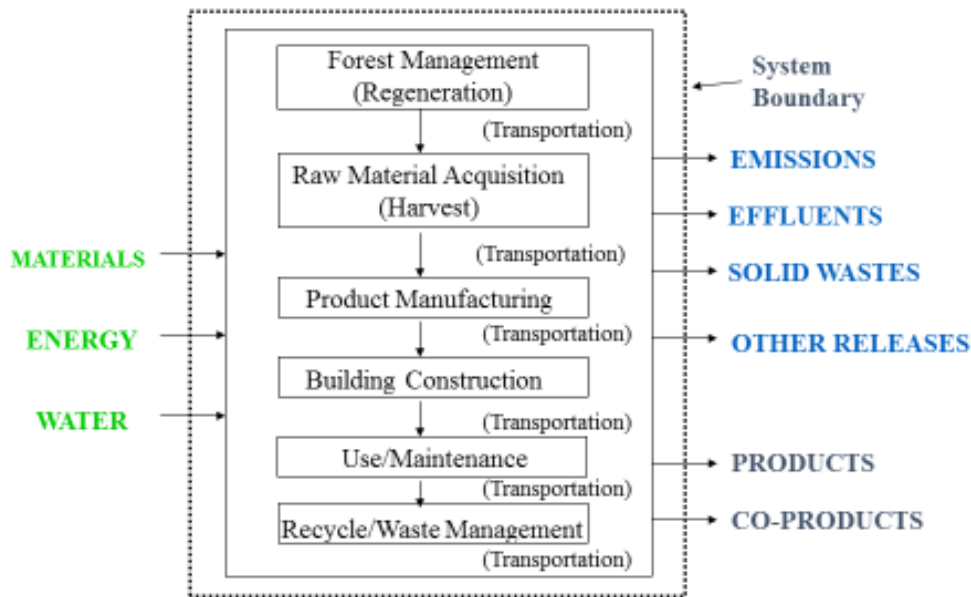 Forest Management
(Regeneration)
System
Boundary
(Transportation)
EMISSIONS
Raw Material Acquisition
(Harvest)
EFFLUENTS
(Transportation)
MATERIALS
SOLID WASTES
Product Manufacturing
(Transportation)
ENERGY
OTHER RELEASES
Building Construction
WATER
(Transportation)
Use/Maintenance
PRODUCTS
(Transportation)
Recycle/Waste Management
CO-PRODUCTS
(Transportation)